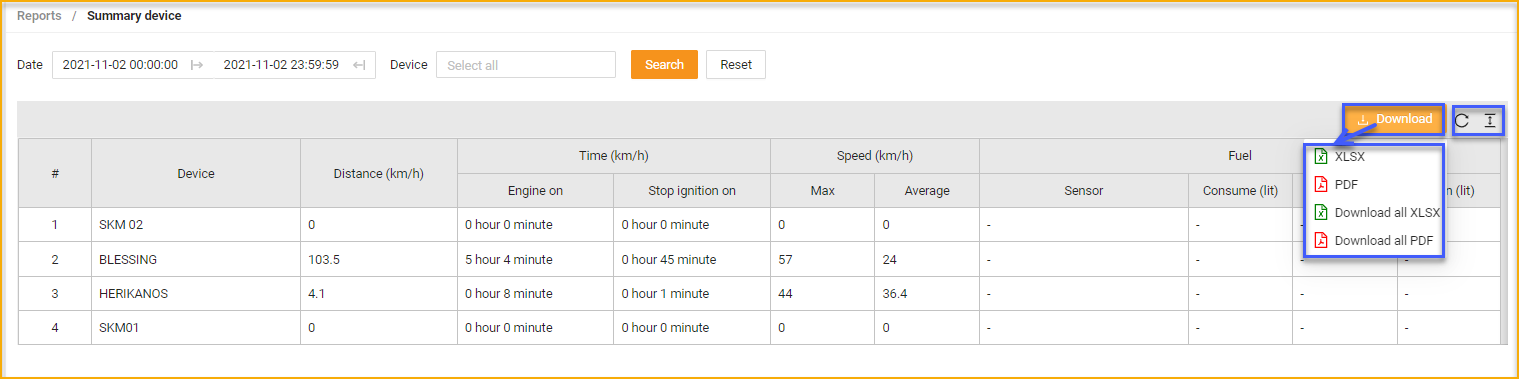 Reports / Summary device
Date 2021-11-02 00:00:00 2021-11-02 23:59:59 Device Select all Search Reset
Download
XLSX
PDF
Download all XLSX
Download all PDF
# Device Distance (km/h) Time (km/h) Speed (km/h) Fuel
Engine on Stop ignition on Max Average Sensor Consume (lit) (lit)
1 SKM 02 0 0 hour 0 minute 0 hour 0 minute 0 0 - - - -
2 BLESSING 103.5 5 hour 4 minute 0 hour 45 minute 57 24 - - - -
3 HERIKANOS 4.1 0 hour 8 minute 0 hour 1 minute 44 36.4 - - - -
4 SKM01 0 0 hour 0 minute 0 hour 0 minute 0 0 - - - -